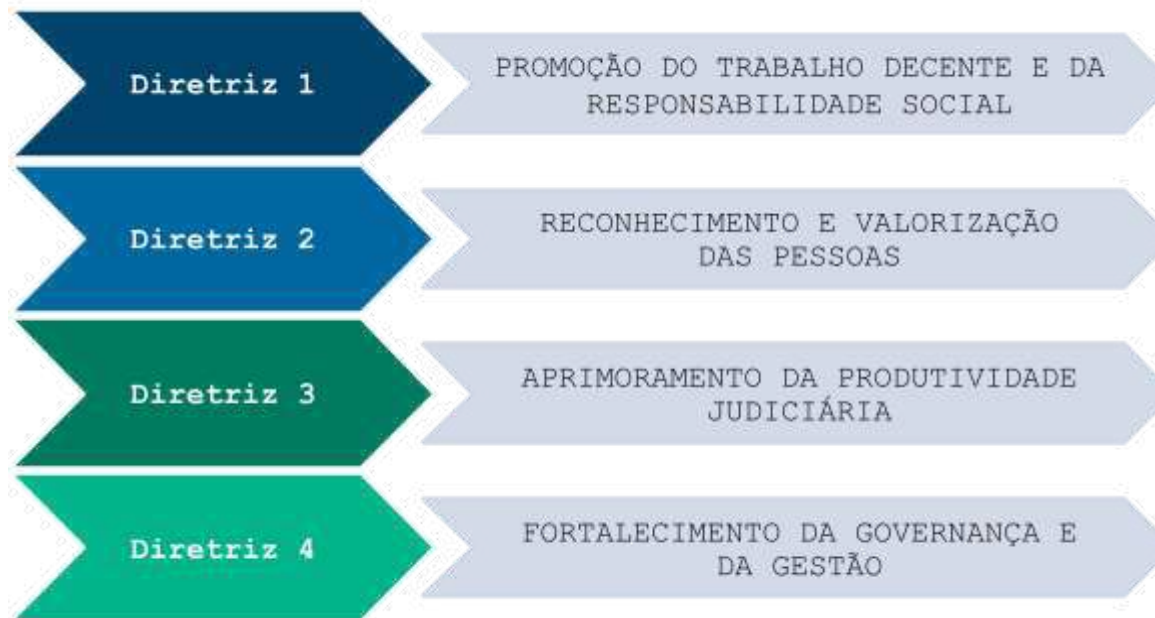 Diretriz 1
PROMOÇÃO DO TRABALHO DECENTE E DA
RESPONSABILIDADE SOCIAL
Diretriz 2
RECONHECIMENTO E VALORIZAÇÃO
DAS PESSOAS
Diretriz 3
APRIMORAMENTO DA PRODUTIVIDADE
JUDICIÁRIA
Diretriz 4
FORTALECIMENTO DA GOVERNANÇA E
DA GESTÃO